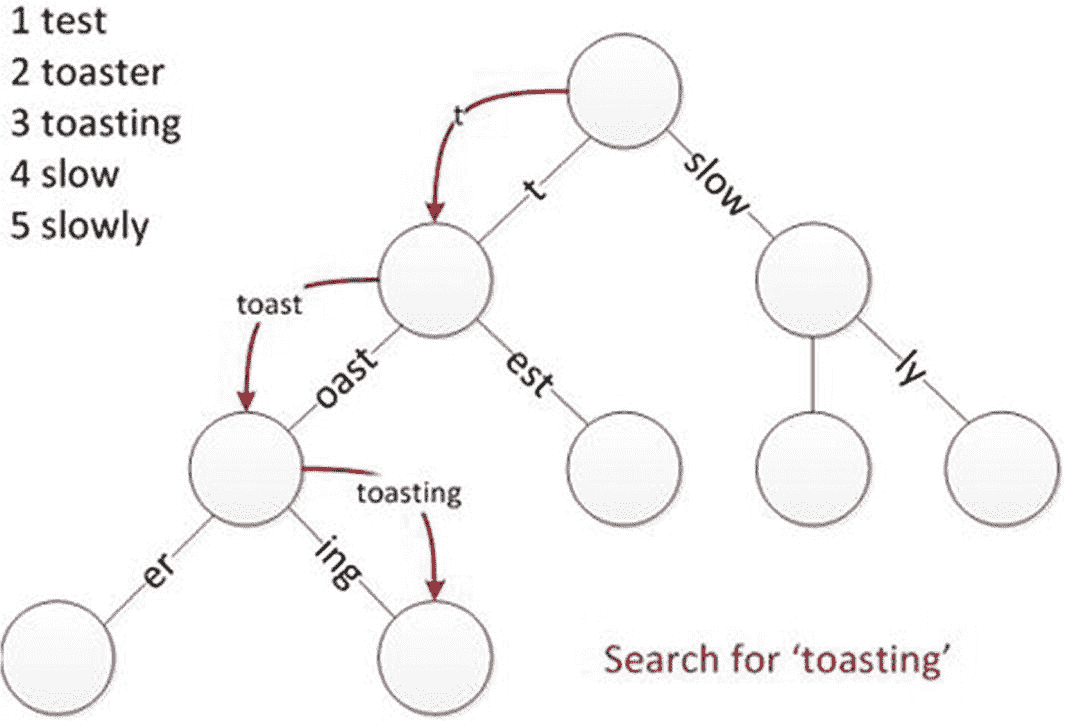 1 test
2 toaster
3 toasting
4 slow
5 slowly
t
t
slow
toast
oast
est
ly
toasting
er
ing
Search for ‘toasting’